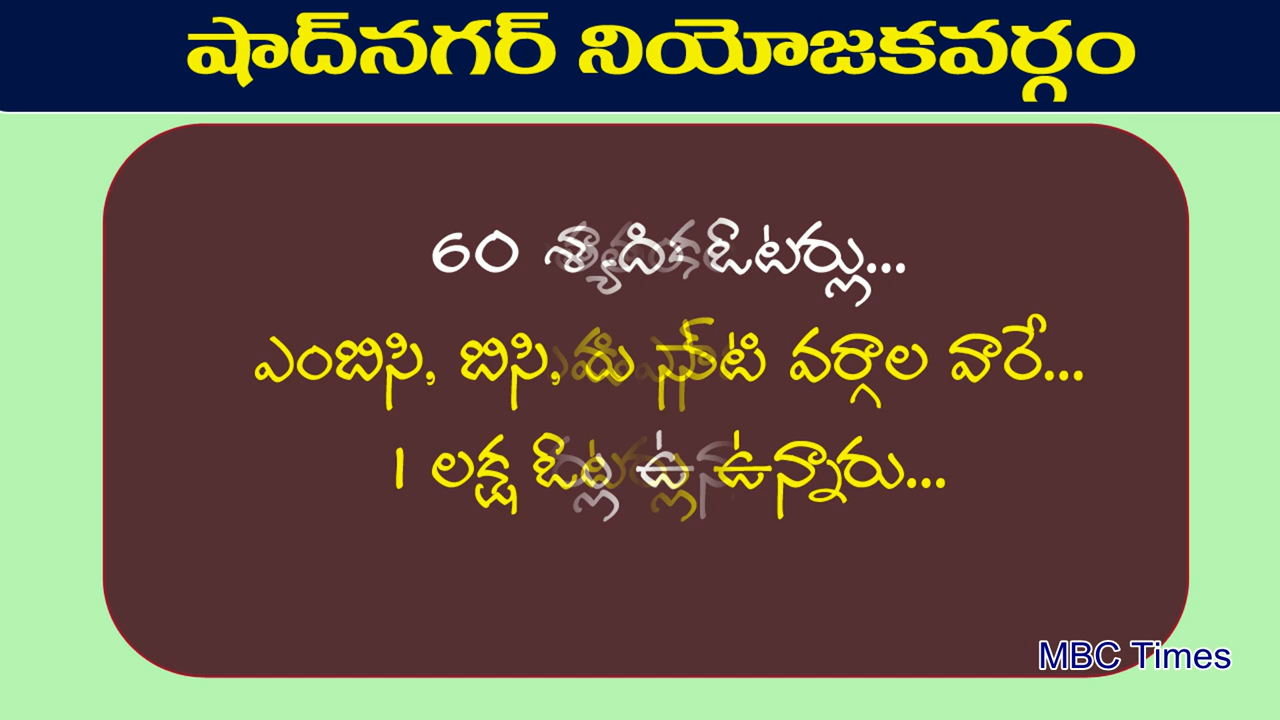 షాద్‌నగర్ నియోజకవర్గం
60 ఓటర్లు...
ఎంబిసి, బిసి, వర్గాల వారే...
1 లక్ష ఉన్నారు...
MBC Times